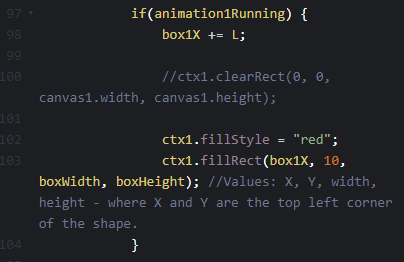 97 if(animation1Running) {
98 box1X += L;
99
100 //ctx1.clearRect(0, 0,
canvas1.width, canvas1.height);
101
102 ctx1.fillStyle = "red";
103 ctx1.fillRect(box1X, 10,
boxWidth, boxHeight); //Values: X, Y, width,
height - where X and Y are the top left corner
of the shape.
104 }